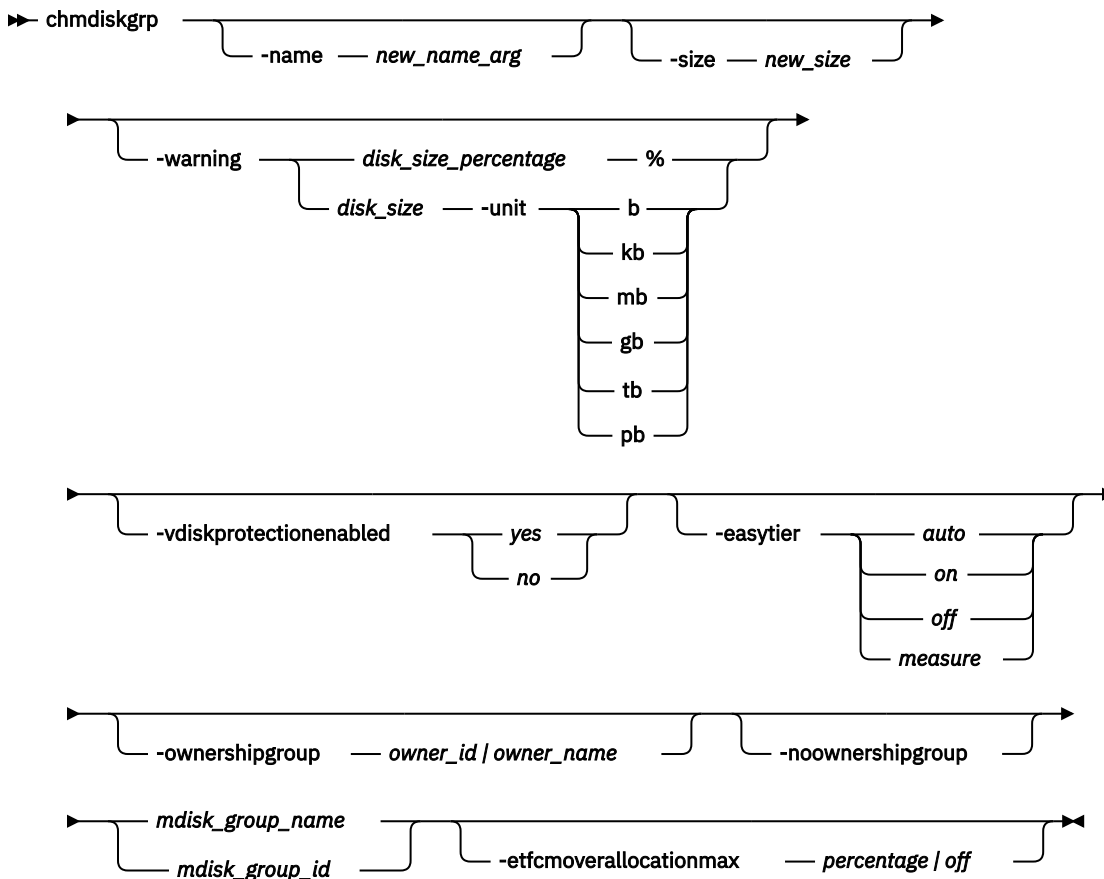 chmdiskgrp
-name new_name_arg -size new_size
-warning disk_size_percentage %
disk_size -unit b
kb
mb
gb
tb
pb
-vdiskprotectionenabled yes -easytier auto
no on
off
measure
-ownershipgroup owner_id | owner_name -noownershipgroup
mdisk_group_name
mdisk_group_id -etfcmoverallocationmax percentage | off